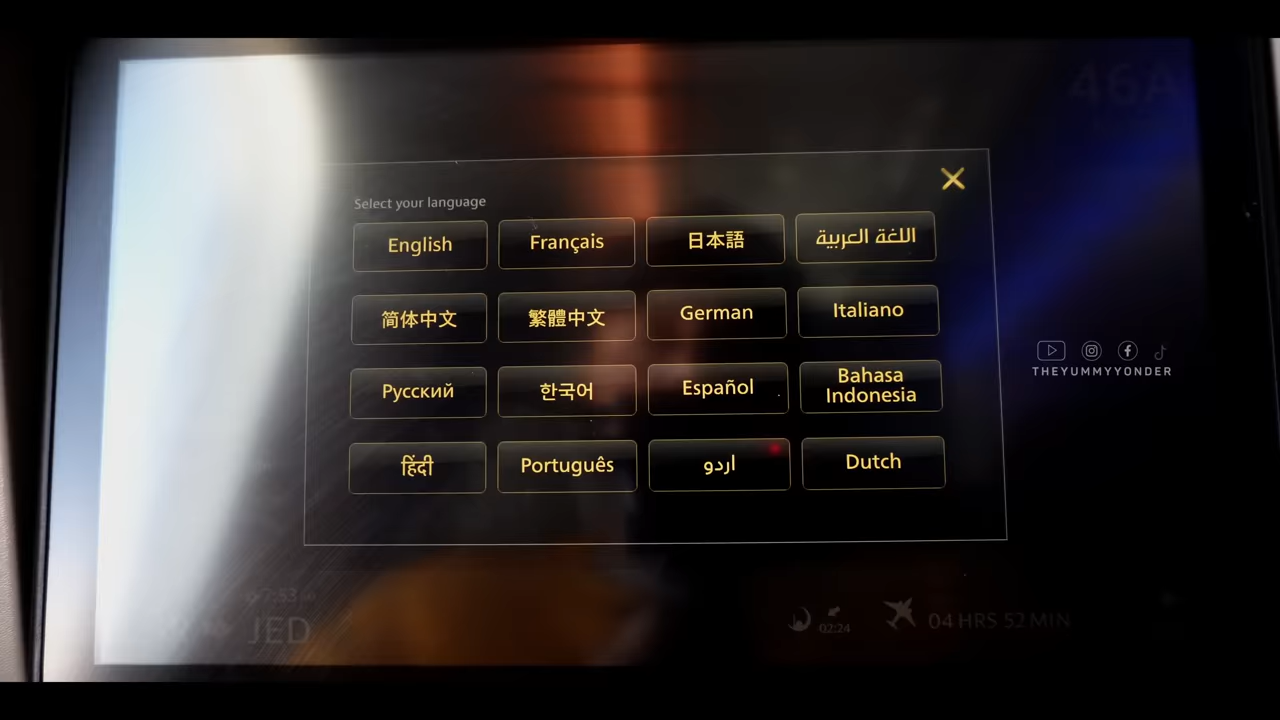 46A
Select your language
English
Français
日本語
اللغة العربية
简体中文
繁體中文
German
Italiano
Русский
한국어
Español
Bahasa
Indonesia
हिंदी
Português
اردو
Dutch
THEYUMMYYONDER
JED
02:24
04 HRS 52 MIN